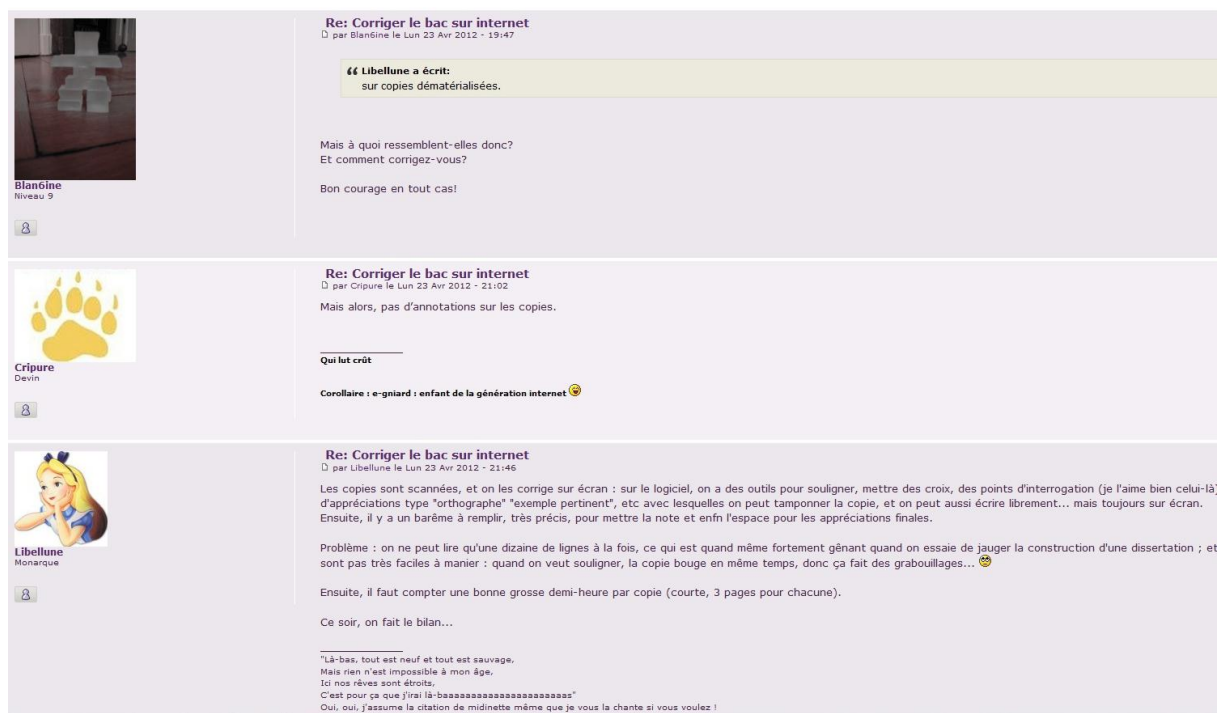 Re: Corriger le bac sur internet
par Blan6ine le Lun 23 Avr 2012 - 19:47
Libellune a écrit:
sur copies dématérialisées.
Mais à quoi ressemblent-elles donc?
Et comment corrigez-vous?
Bon courage en tout cas!
Blan6ine
Niveau 9
Re: Corriger le bac sur internet
par Cripure le Lun 23 Avr 2012 - 21:02
Mais alors, pas d'annotations sur les copies.
Qui lut crût
Corollaire : e-gniard : enfant de la génération internet
Cripure
Devin
Re: Corriger le bac sur internet
par Libellune le Lun 23 Avr 2012 - 21:46
Les copies sont scannées, et on les corrige sur écran : sur le logiciel, on a des outils pour souligner, mettre des croix, des points d'interrogation (je l'aime bien celui-là)
d'appréciations type "orthographe" "exemple pertinent", etc avec lesquelles on peut tamponner la copie, et on peut aussi écrire librement... mais toujours sur écran.
Ensuite, il y a un barême à remplir, très précis, pour mettre la note et enfn l'espace pour les appréciations finales.
Problème : on ne peut lire qu'une dizaine de lignes à la fois, ce qui est quand même fortement gênant quand on essaie de jauger la construction d'une dissertation ; et
sont pas très faciles à manier : quand on veut souligner, la copie bouge en même temps, donc ça fait des grabouillages...
Ensuite, il faut compter une bonne grosse demi-heure par copie (courte, 3 pages pour chacune).
Ce soir, on fait le bilan...
"Là-bas, tout est neuf et tout est sauvage,
Mais rien n'est impossible à mon âge,
Ici nos rêves sont étroits,
C'est pour ça que j'irai là-baaaaaaaaaaaaaaaaaaaaaas"
Oui, oui, j'assume la citation de midinette même que je vous la chante si vous voulez !
Libellune
Monarque